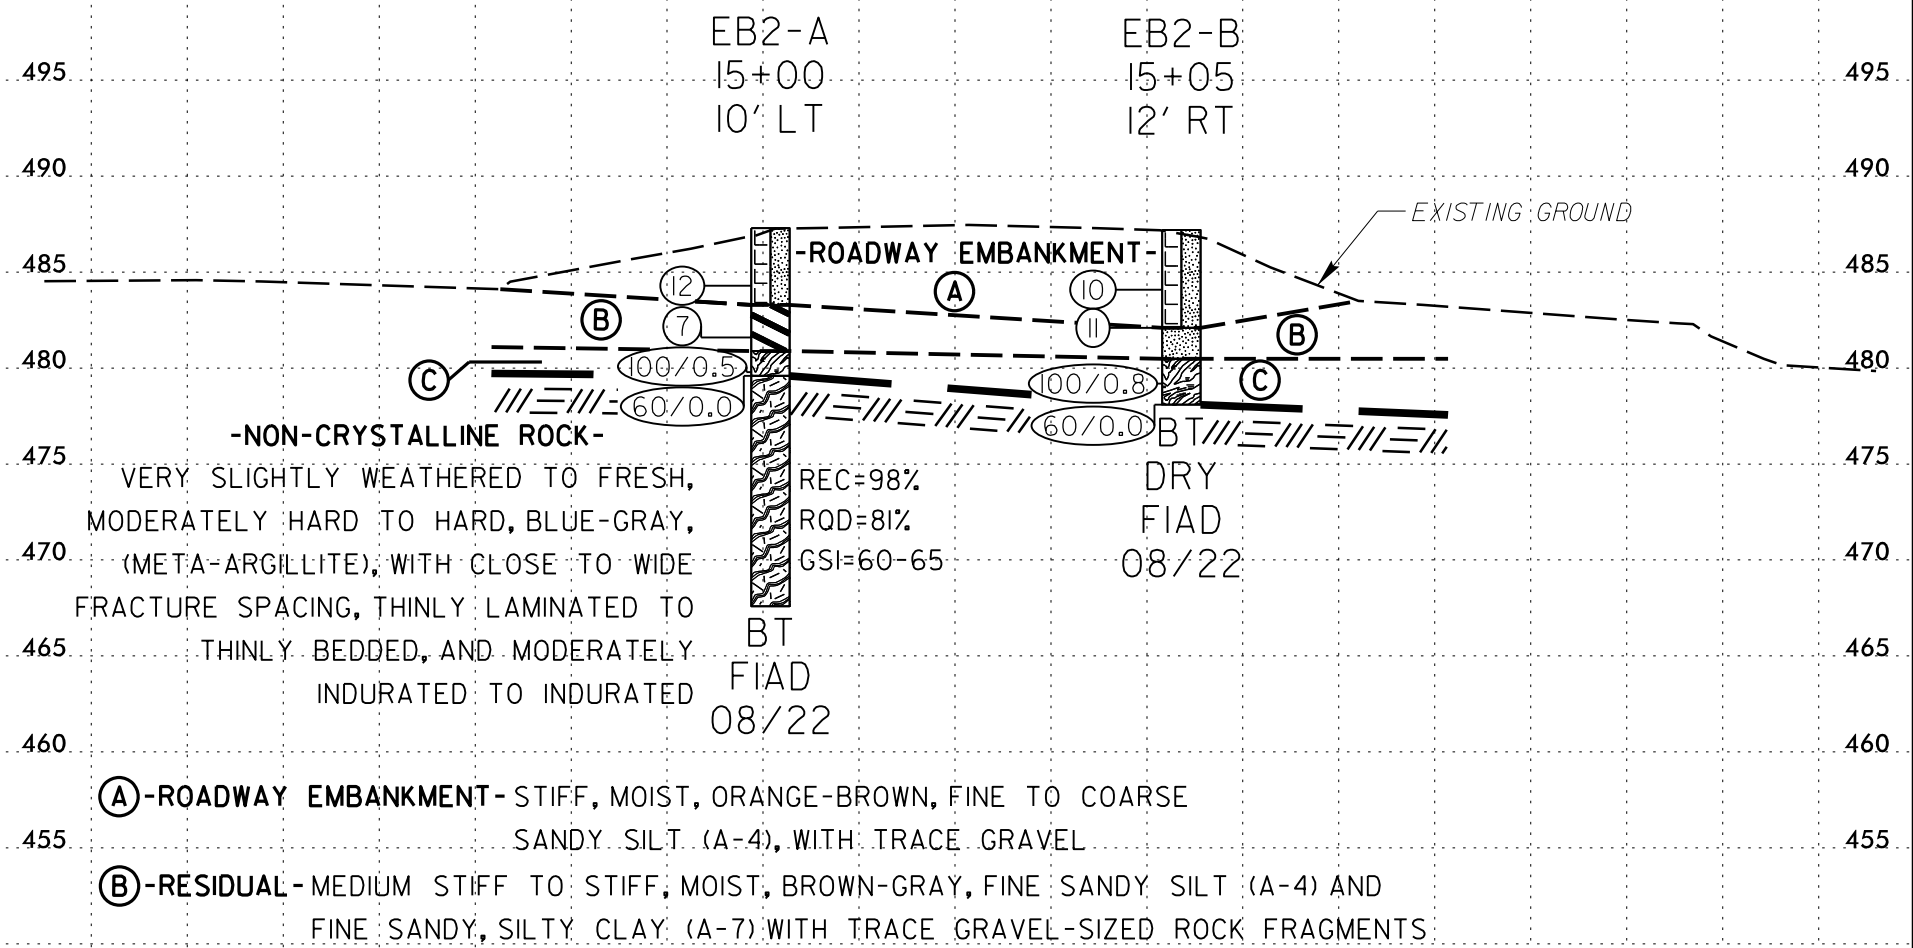 EB2-A
15+00
10' LT
EB2-B
15+05
12' RT
495
495
490
490
EXISTING GROUND
-ROADWAY EMBANKMENT-
485
485
12
A
10
B
7
11
B
480
480
C
100/0.5
100/0.8
C
60/0.0
60/0.0
-NON-CRYSTALLINE ROCK-
VERY SLIGHTLY WEATHERED TO FRESH,
MODERATELY HARD TO HARD, BLUE-GRAY,
(META-ARGILLITE), WITH CLOSE TO WIDE
FRACTURE SPACING, THINLY LAMINATED TO
THINLY BEDDED, AND MODERATELY
INDURATED TO INDURATED
REC=98%
RQD=81%
GSI=60-65
BT
DRY
FIAD
08/22
475
475
470
470
465
465
BT
FIAD
08/22
460
460
A -ROADWAY EMBANKMENT- STIFF, MOIST, ORANGE-BROWN, FINE TO COARSE
SANDY SILT (A-4), WITH TRACE GRAVEL
455
455
B -RESIDUAL- MEDIUM STIFF TO STIFF, MOIST, BROWN-GRAY, FINE SANDY SILT (A-4) AND
FINE SANDY, SILTY CLAY (A-7) WITH TRACE GRAVEL-SIZED ROCK FRAGMENTS